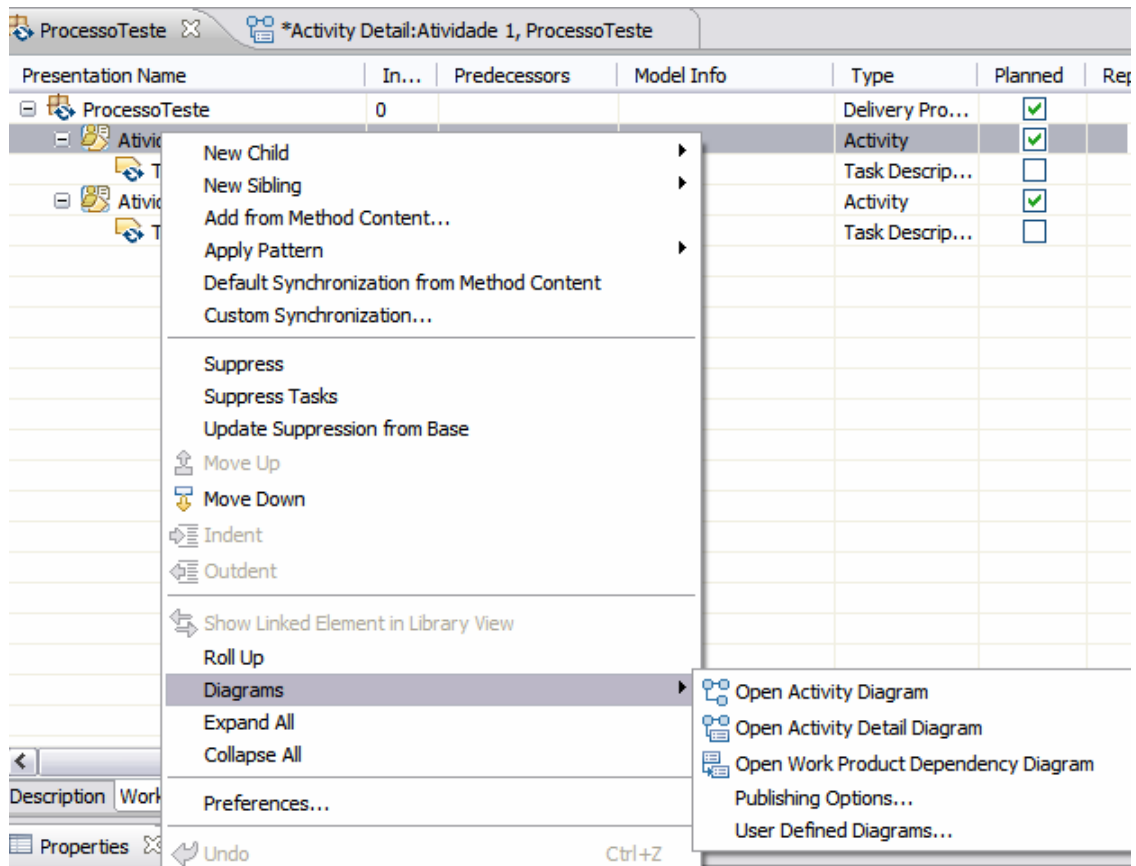 ProcessoTeste
*Activity Detail:Atividade 1, ProcessoTeste
Presentation Name In... Predecessors Model Info Type Planned Rep
ProcessoTeste 0 Delivery Pro...
Ativid Activity
T Task Descrip...
Ativid Activity
T Task Descrip...
New Child
New Sibling
Add from Method Content...
Apply Pattern
Default Synchronization from Method Content
Custom Synchronization...
Suppress
Suppress Tasks
Update Suppression from Base
Move Up
Move Down
Indent
Outdent
Show Linked Element in Library View
Roll Up
Diagrams
Expand All
Collapse All
Preferences...
Undo Ctrl+Z
Open Activity Diagram
Open Activity Detail Diagram
Open Work Product Dependency Diagram
Publishing Options...
User Defined Diagrams...
Description Work
Properties